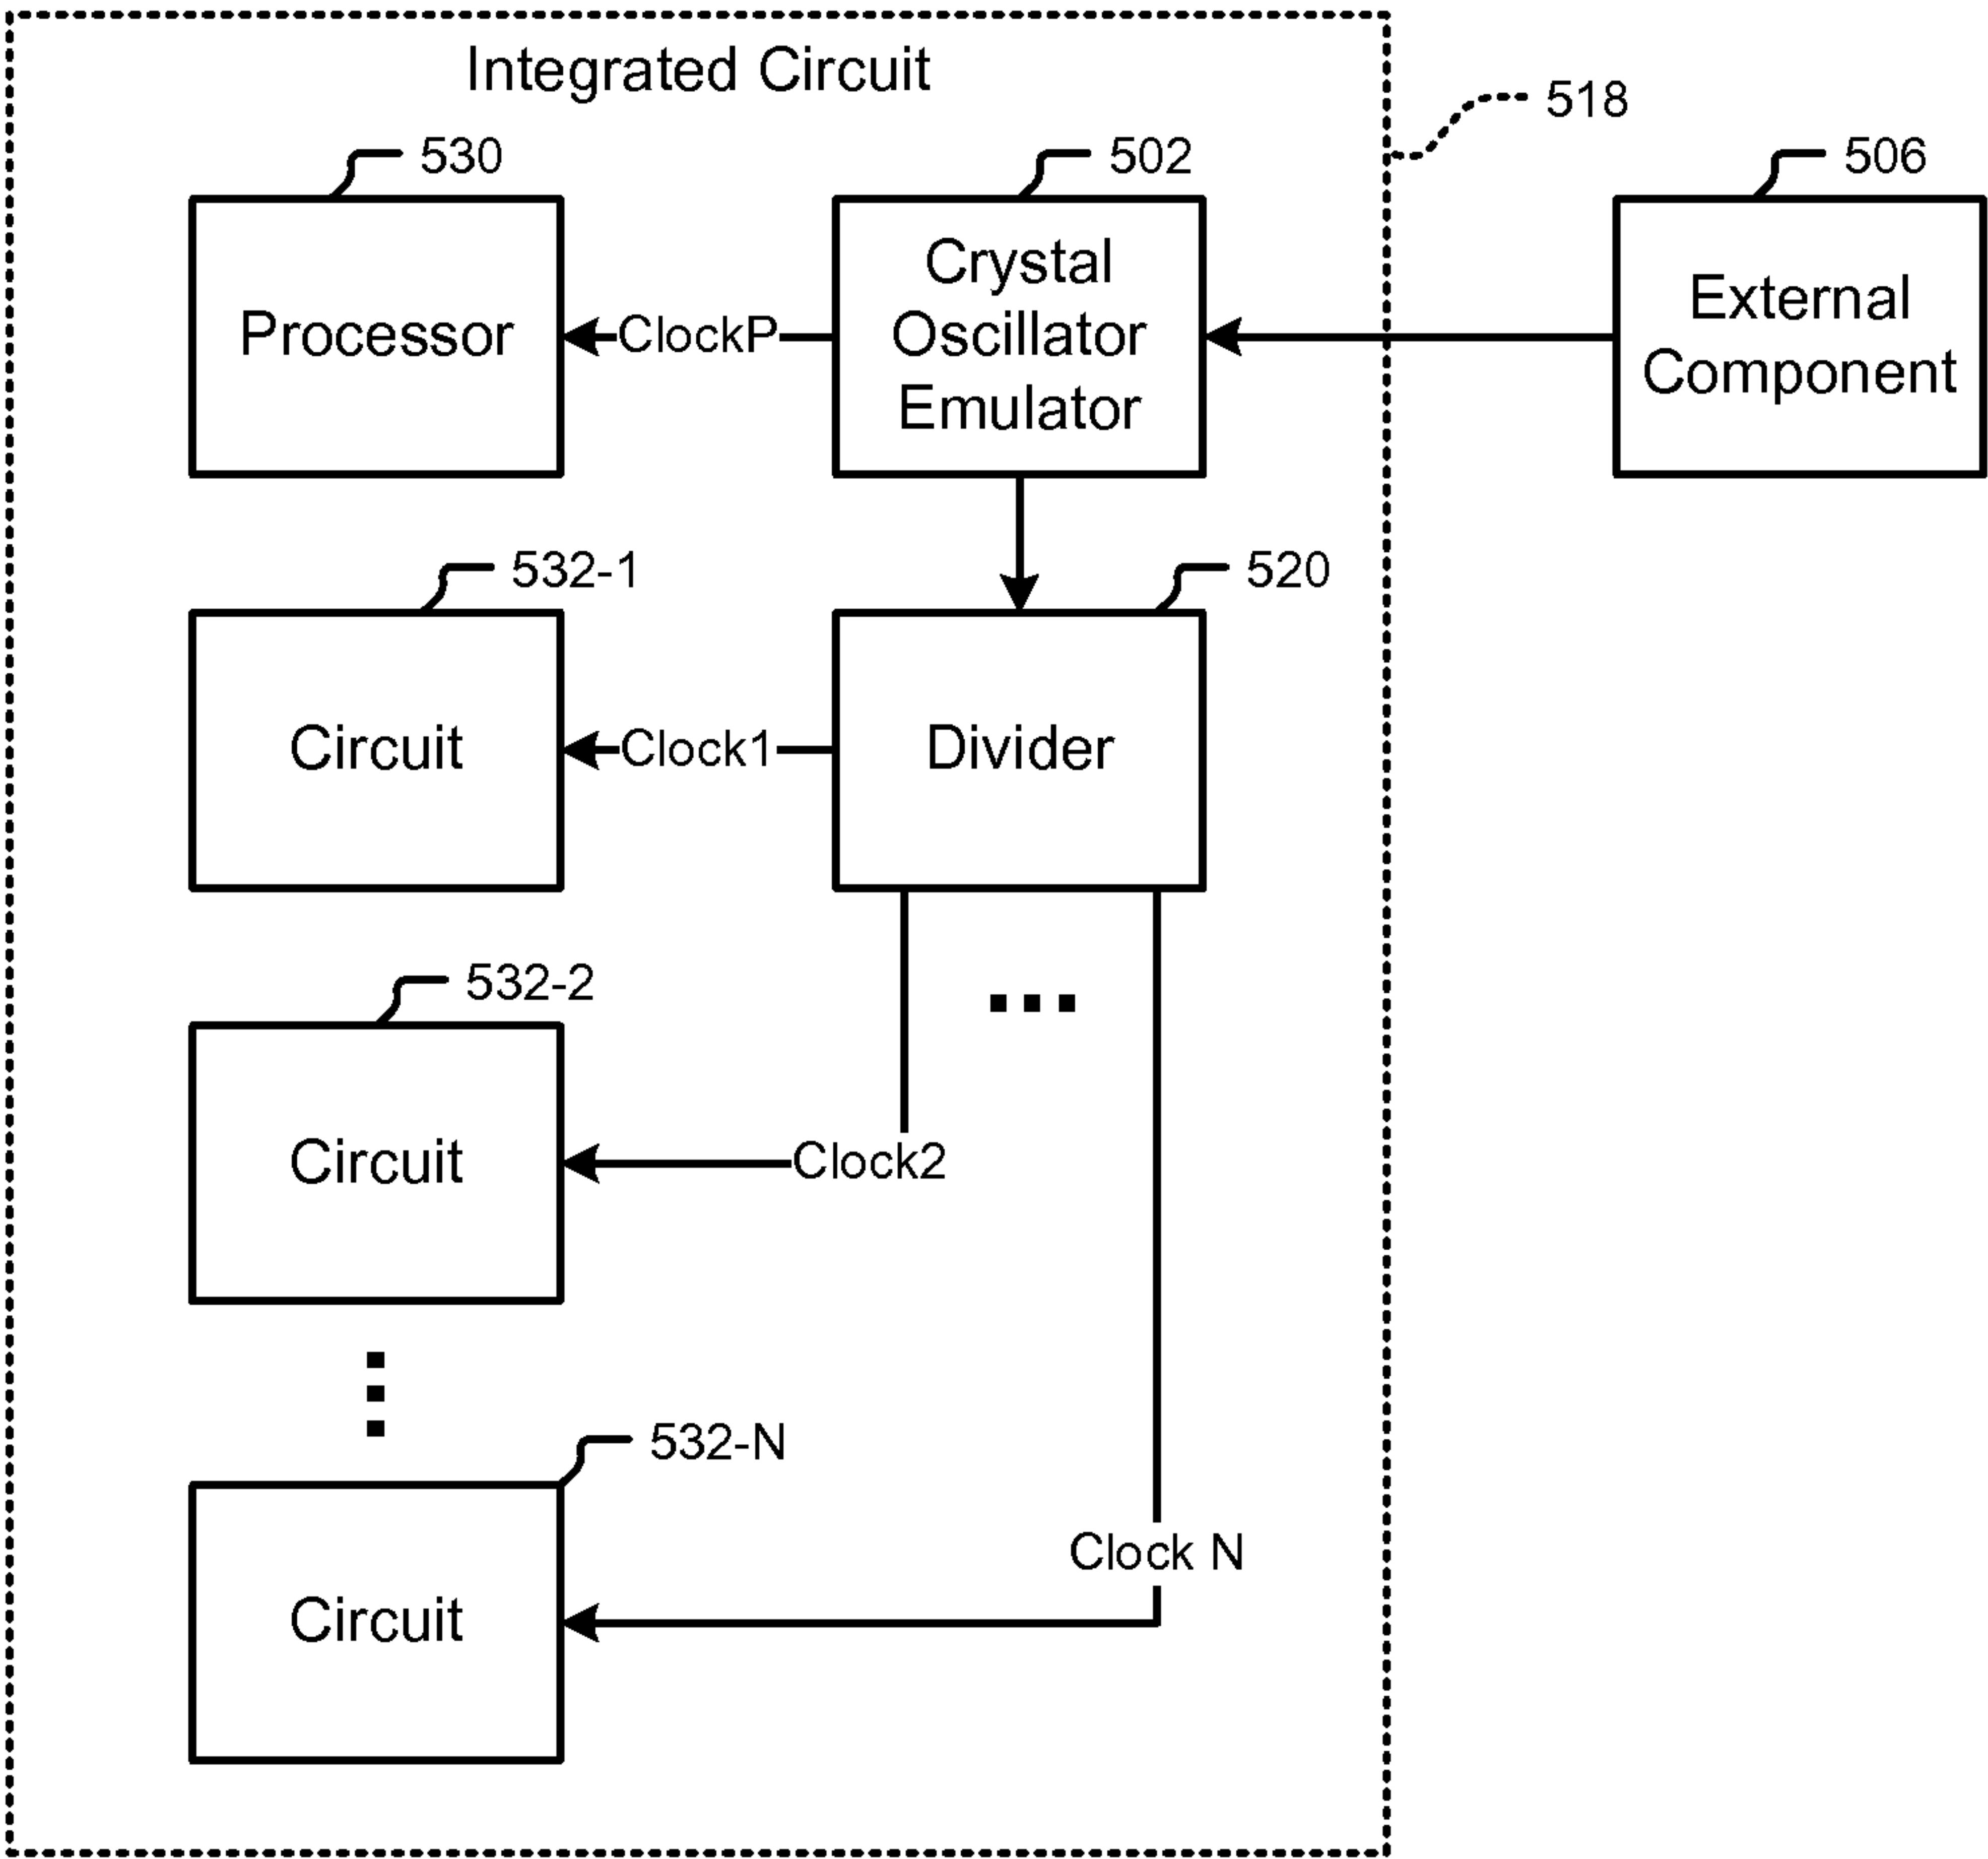 Integrated Circuit
518
530
502
506
Processor
ClockP
Crystal
Oscillator
Emulator
External
Component
532-1
520
Circuit
Clock1
Divider
532-2
Circuit
Clock2
532-N
Circuit
Clock N